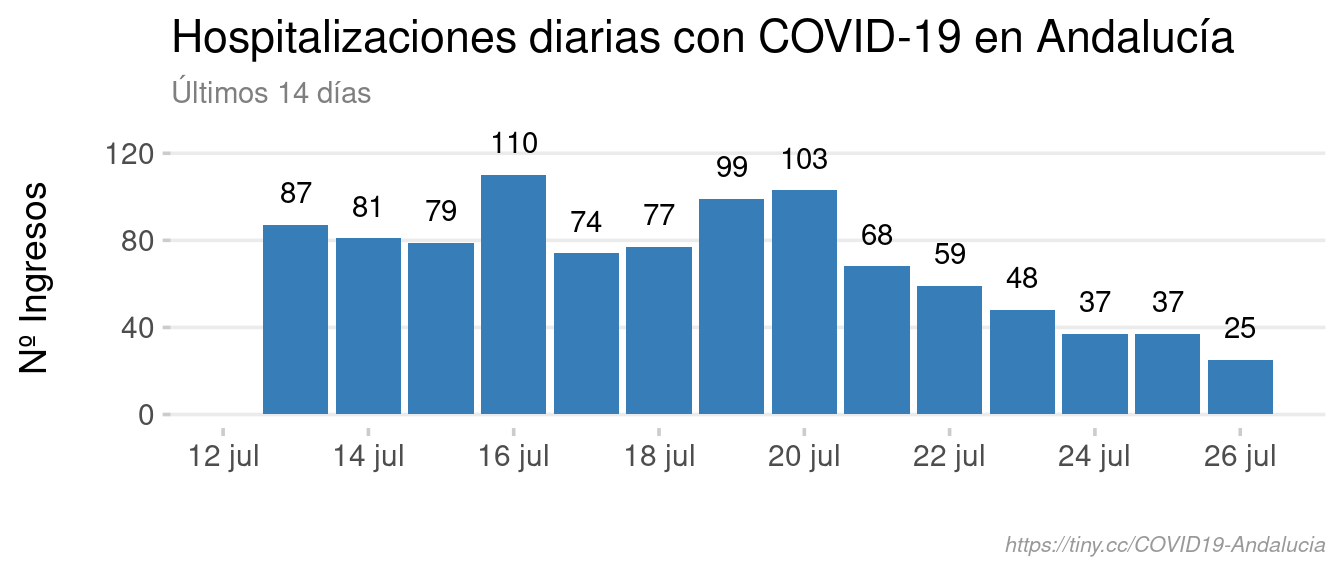 Hospitalizaciones diarias con COVID-19 en Andalucía
Últimos 14 días
Nº Ingresos
120
80
40
0
87
81
79
110
74
77
99
103
68
59
48
37
37
25
12 jul
14 jul
16 jul
18 jul
20 jul
22 jul
24 jul
26 jul
https://tiny.cc/COVID19-Andalucia